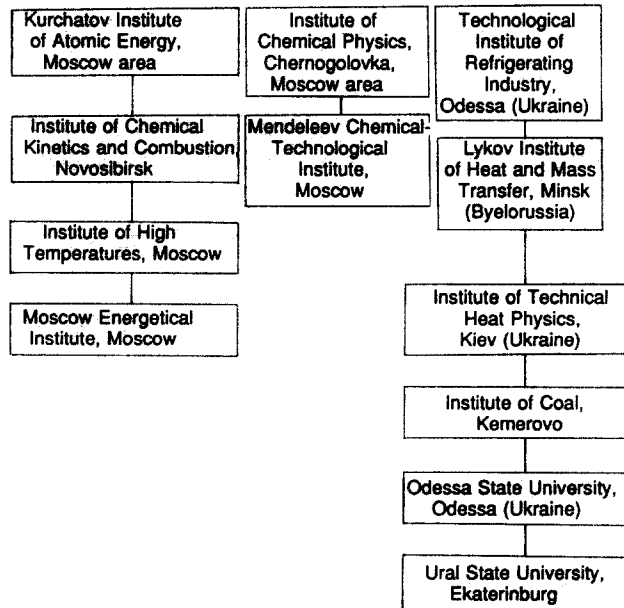 Kurchatov Institute
of Atomic Energy,
Moscow area
Institute of Chemical
Kinetics and Combustion,
Novosibirsk
Institute of High
Temperatures, Moscow
Moscow Energetical
Institute, Moscow
Institute of
Chemical Physics,
Chernogolovka,
Moscow area
Mendeleev Chemical-
Technological
Institute,
Moscow
Technological
Institute of
Refrigerating
Industry,
Odessa (Ukraine)
Lykov Institute
of Heat and Mass
Transfer, Minsk
(Byelorussia)
Institute of Technical
Heat Physics,
Kiev (Ukraine)
Institute of Coal,
Kemerovo
Odessa State University,
Odessa (Ukraine)
Ural State University,
Ekaterinburg